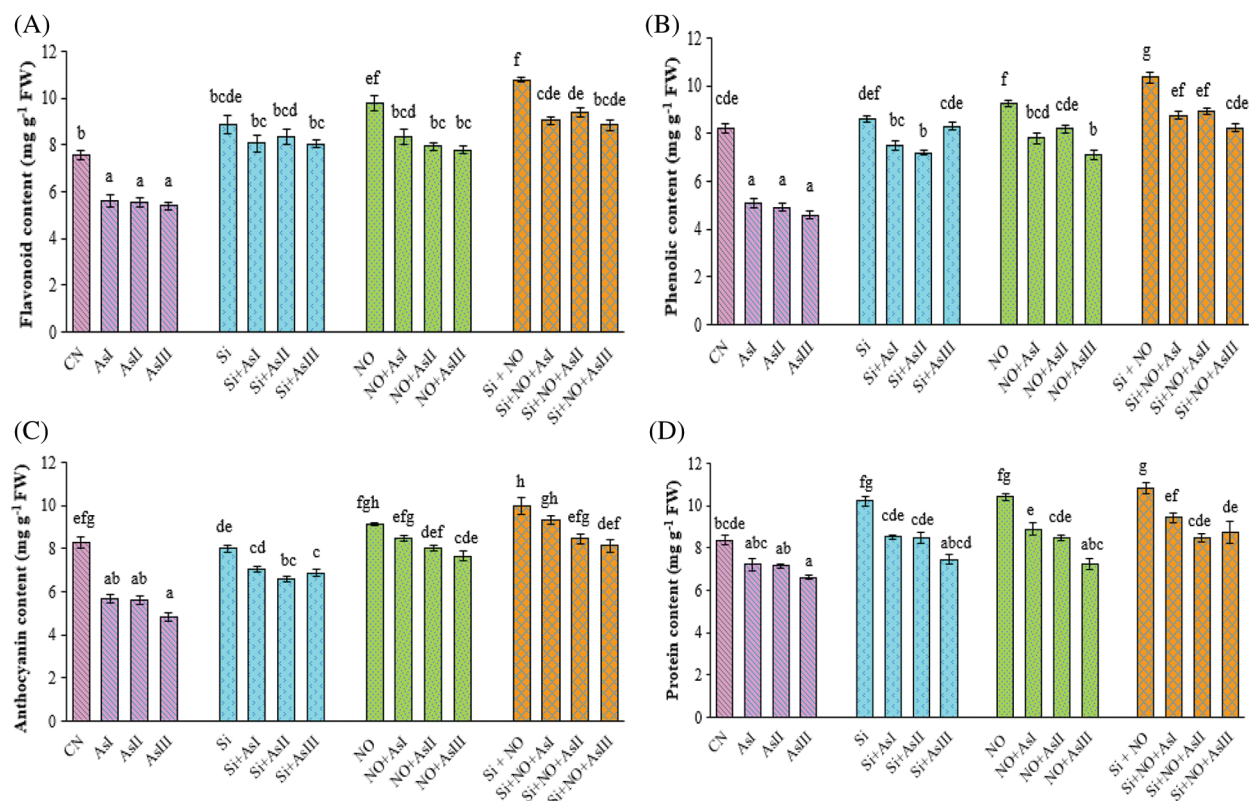 (A)
Flavonoid content (mg g⁻¹ FW)
12
10
8
6
4
2
0
b
a
a
a
bcde
bc
bcd
bc
ef
bcd
bc
bc
f
cde
de
bcde
CN
AsI
AsII
AsIII
Si
Si+AsI
Si+AsII
Si+AsIII
NO
NO+AsI
NO+AsII
NO+AsIII
Si + NO
Si+NO+AsI
Si+NO+AsII
Si+NO+AsIII
(B)
Phenolic content (mg g⁻¹ FW)
12
10
8
6
4
2
0
cde
a
a
a
def
bc
b
cde
f
bcd
cde
b
g
ef
ef
cde
CN
AsI
AsII
AsIII
Si
Si+AsI
Si+AsII
Si+AsIII
NO
NO+AsI
NO+AsII
NO+AsIII
Si + NO
Si+NO+AsI
Si+NO+AsII
Si+NO+AsIII
(C)
Anthocyanin content (mg g⁻¹ FW)
12
10
8
6
4
2
0
efg
ab
ab
a
de
cd
bc
c
fgh
efg
def
cde
h
gh
efg
def
CN
AsI
AsII
AsIII
Si
Si+AsI
Si+AsII
Si+AsIII
NO
NO+AsI
NO+AsII
NO+AsIII
Si + NO
Si+NO+AsI
Si+NO+AsII
Si+NO+AsIII
(D)
Protein content (mg g⁻¹ FW)
12
10
8
6
4
2
0
bcde
abc
ab
a
fg
cde
cde
abcd
fg
e
cde
abc
g
ef
cde
de
CN
AsI
AsII
AsIII
Si
Si+AsI
Si+AsII
Si+AsIII
NO
NO+AsI
NO+AsII
NO+AsIII
Si + NO
Si+NO+AsI
Si+NO+AsII
Si+NO+AsIII